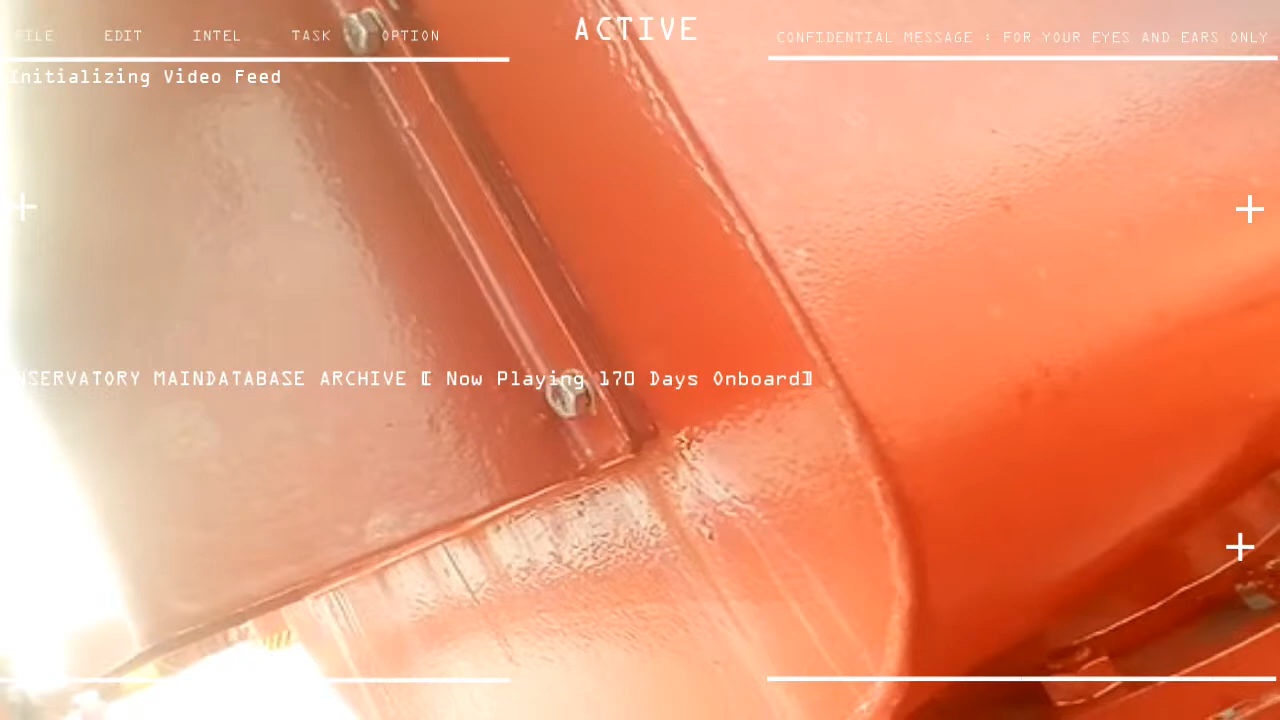 FILE EDIT INTEL TASK OPTION
ACTIVE
CONFIDENTIAL MESSAGE : FOR YOUR EYES AND EARS ONLY
Initializing Video Feed
NSERVATORY MAINDATABASE ARCHIVE [ Now Playing 170 Days Onboard]